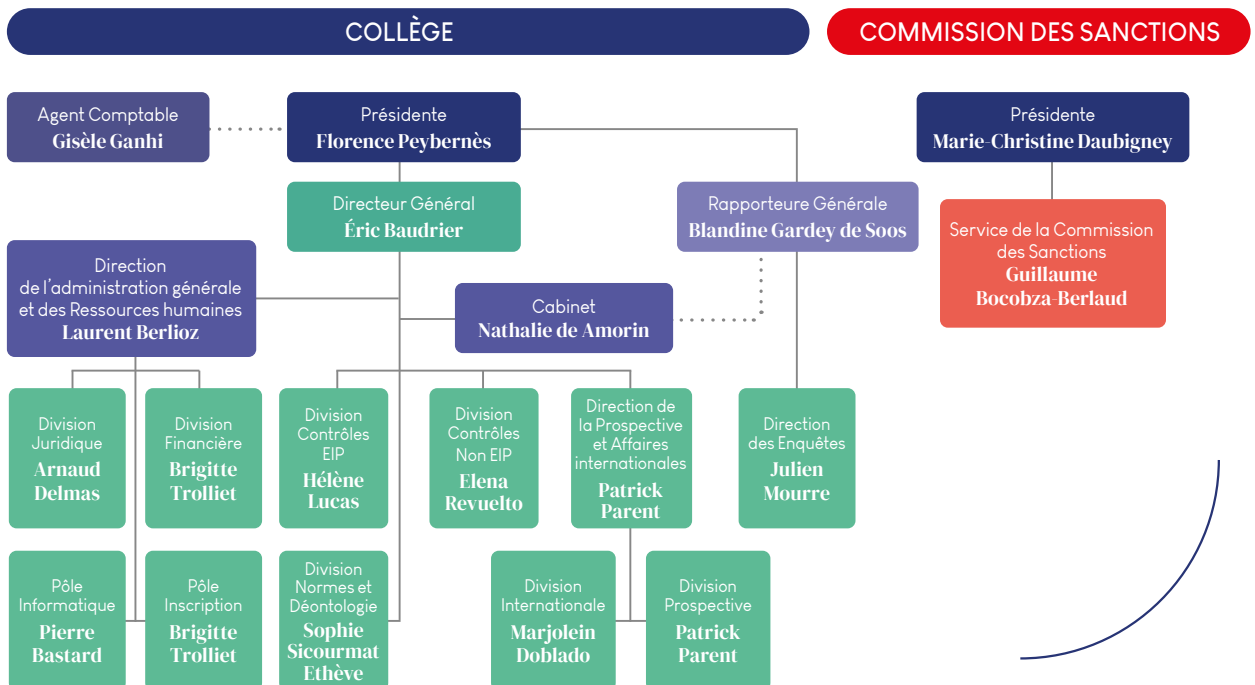 COLLÈGE
COMMISSION DES SANCTIONS
Agent Comptable
Gisèle Ganhi
Présidente
Florence Peybernès
Présidente
Marie-Christine Daubigney
Directeur Général
Éric Baudrier
Rapporteure Générale
Blandine Gardey de Soos
Service de la Commission
des Sanctions
Guillaume
Bocobza-Berlaud
Direction
de l'administration générale
et des Ressources humaines
Laurent Berlioz
Cabinet
Nathalie de Amorin
Division
Juridique
Arnaud
Delmas
Division
Financière
Brigitte
Trolliet
Division
Contrôles
EIP
Hélène
Lucas
Division
Contrôles
Non EIP
Elena
Revuelto
Direction de
la Prospective
et Affaires
internationales
Patrick
Parent
Direction
des Enquêtes
Julien
Mourre
Pôle
Informatique
Pierre
Bastard
Pôle
Inscription
Brigitte
Trolliet
Division
Normes et
Déontologie
Sophie
Sicourmat
Ethève
Division
Internationale
Marjolein
Doblado
Division
Prospective
Patrick
Parent